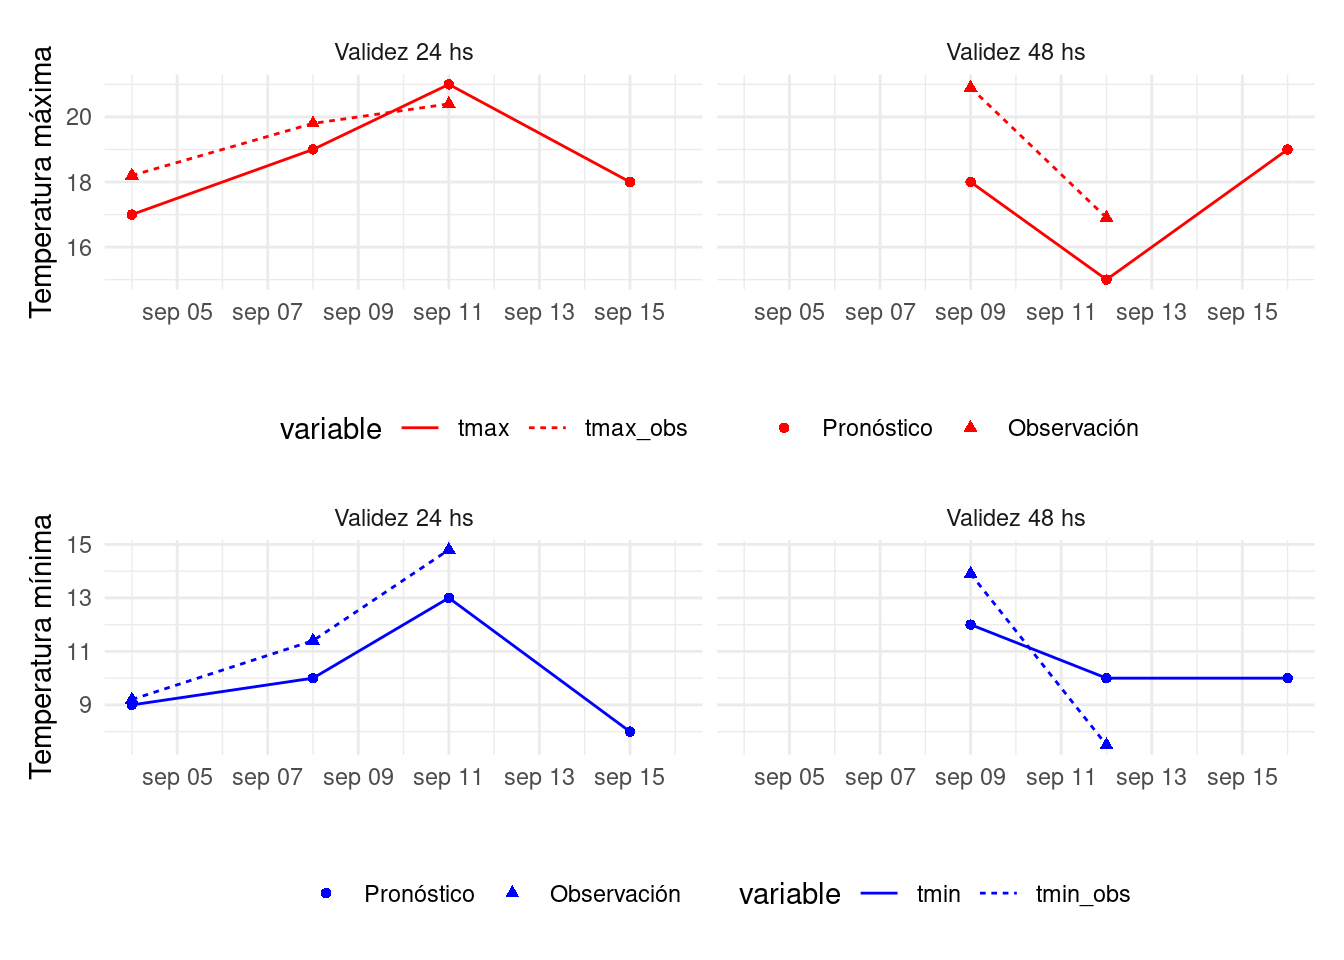 Validez 24 hs Validez 48 hs
Temperatura máxima
20
18
16
sep 05 sep 07 sep 09 sep 11 sep 13 sep 15 sep 05 sep 07 sep 09 sep 11 sep 13 sep 15
variable tmax tmax_obs Pronóstico Observación
Validez 24 hs Validez 48 hs
Temperatura mínima
15
13
11
9
sep 05 sep 07 sep 09 sep 11 sep 13 sep 15 sep 05 sep 07 sep 09 sep 11 sep 13 sep 15
Pronóstico Observación variable tmin tmin_obs